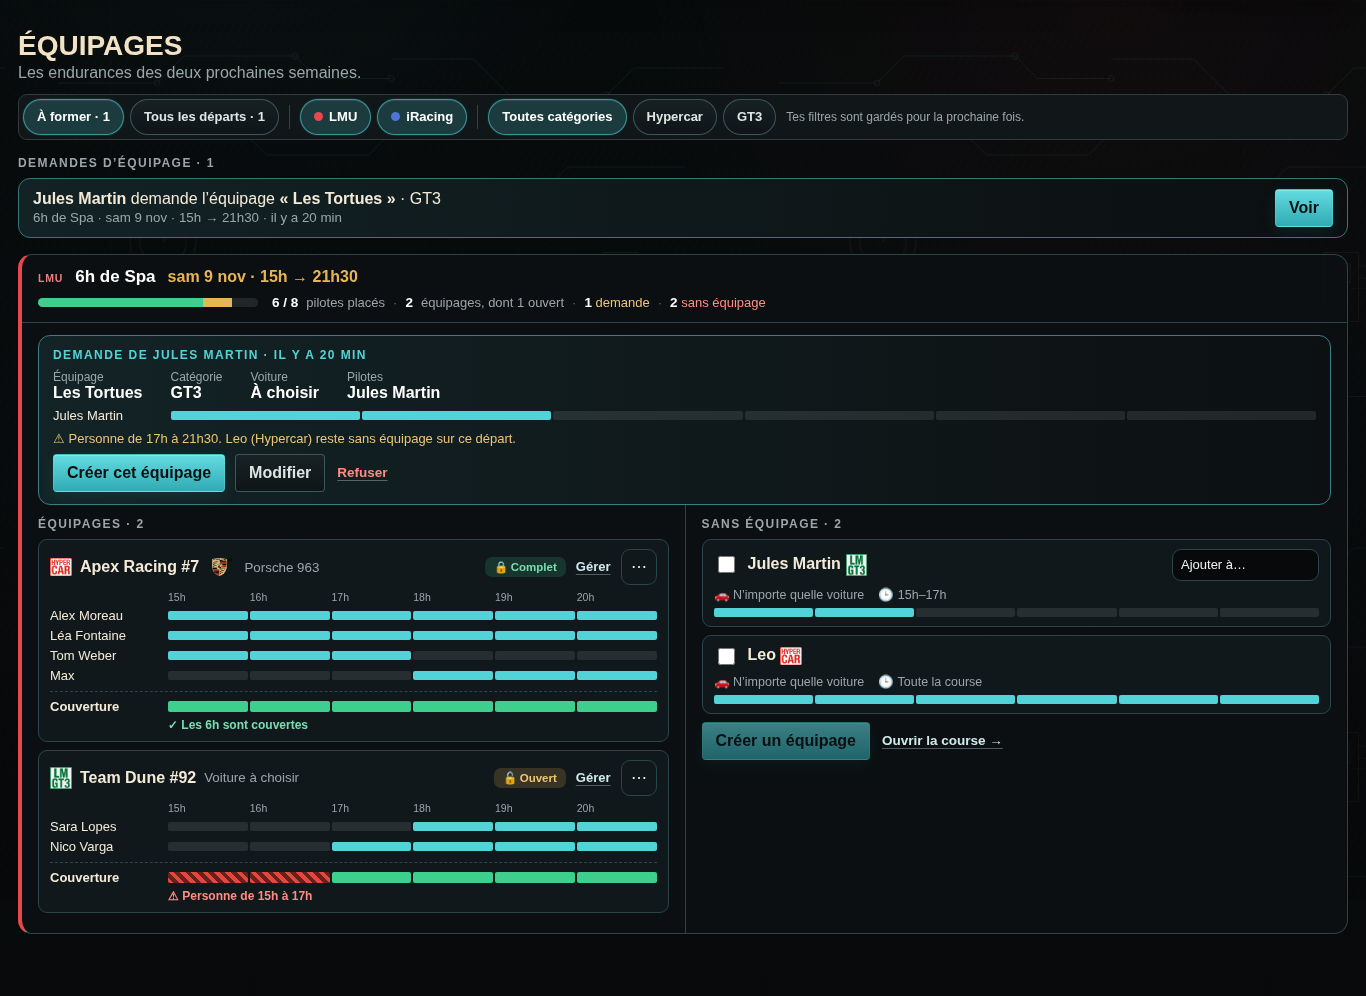 ÉQUIPAGES
Les endurances des deux prochaines semaines.
À former · 1 Tous les départs · 1 LMU iRacing Toutes catégories Hypercar GT3 Tes filtres sont gardés pour la prochaine fois.
DEMANDES D’ÉQUIPAGE · 1
Jules Martin demande l’équipage « Les Tortues » · GT3
6h de Spa · sam 9 nov · 15h → 21h30 · il y a 20 min
Voir
LMU 6h de Spa sam 9 nov · 15h → 21h30
6 / 8 pilotes placés · 2 équipages, dont 1 ouvert · 1 demande · 2 sans équipage
DEMANDE DE JULES MARTIN · IL Y A 20 MIN
Équipage Catégorie Voiture Pilotes
Les Tortues GT3 À choisir Jules Martin
Jules Martin
⚠ Personne de 17h à 21h30. Leo (Hypercar) reste sans équipage sur ce départ.
Créer cet équipage Modifier Refuser
ÉQUIPAGES · 2
HYPER CAR Apex Racing #7 Porsche 963 🔒 Complet Gérer ⋯
15h 16h 17h 18h 19h 20h
Alex Moreau
Léa Fontaine
Tom Weber
Max
Couverture
✓ Les 6h sont couvertes
LM GT3 Team Dune #92 Voiture à choisir 🔓 Ouvert Gérer ⋯
15h 16h 17h 18h 19h 20h
Sara Lopes
Nico Varga
Couverture
⚠ Personne de 15h à 17h
SANS ÉQUIPAGE · 2
Jules Martin LM GT3 Ajouter à…
🚗 N’importe quelle voiture 🕒 15h–17h
Leo HYPER CAR
🚗 N’importe quelle voiture 🕒 Toute la course
Créer un équipage Ouvrir la course →